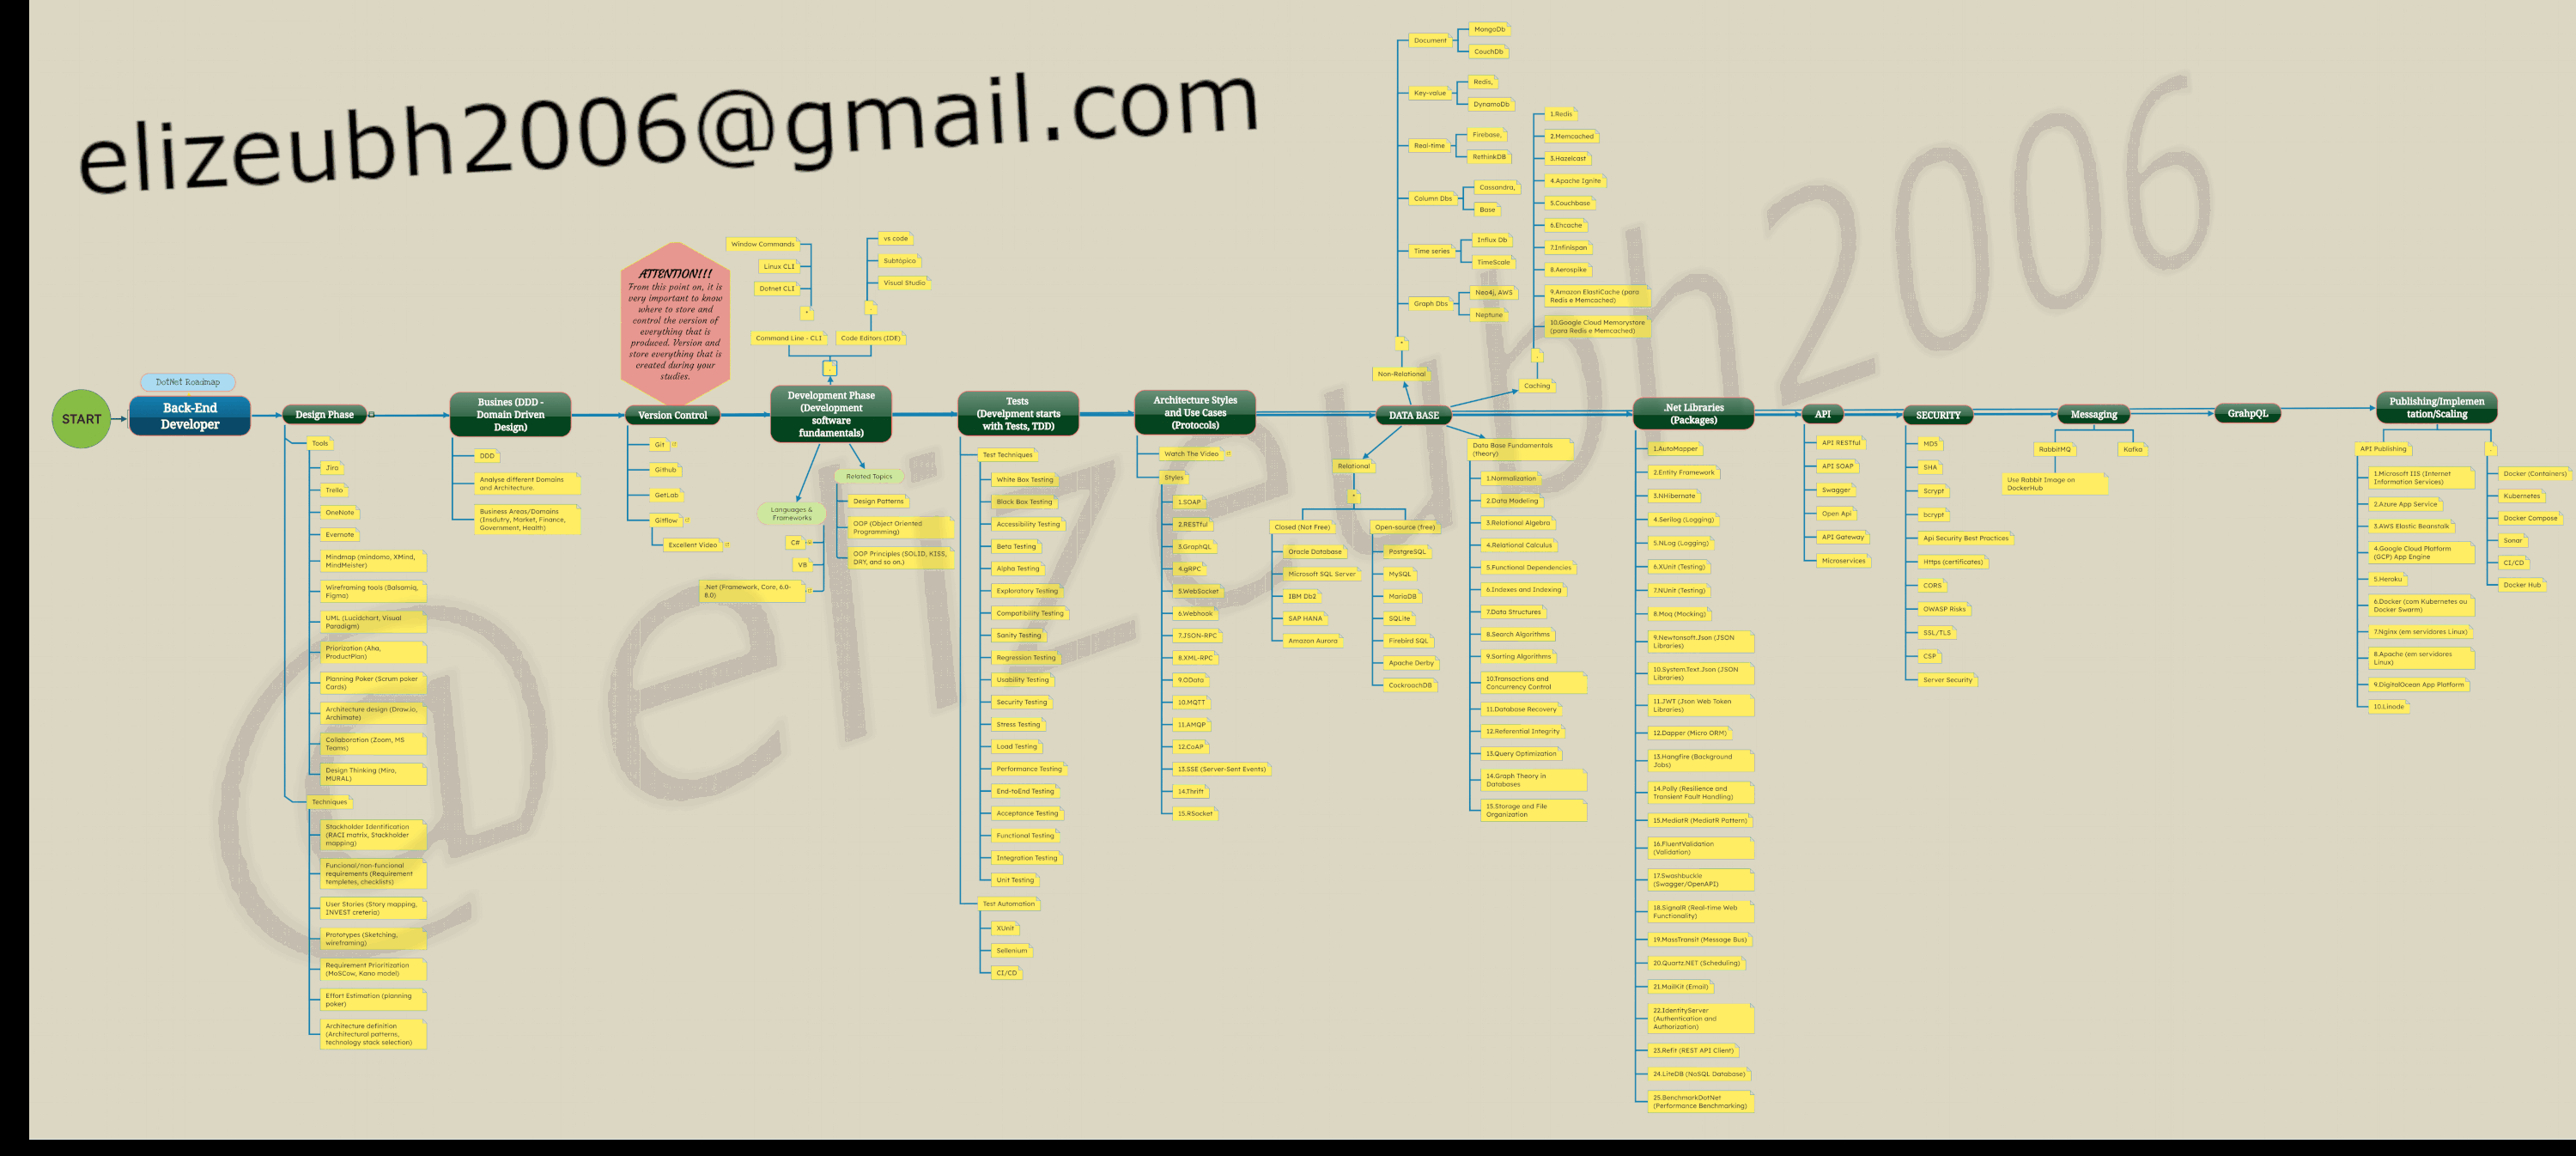 elizeubh2006@gmail.com
@elizeubh2006
START
DotNet Roadmap
Back-End
Developer
Design Phase
Tools
Jira
Trello
OneNote
Evernote
Mindmap (mindomo, XMind,
MindMeister)
Wireframing tools (Balsamiq,
Figma)
UML (Lucidchart, Visual
Paradigm)
Priorization (Aha,
ProductPlan)
Planning Poker (Scrum poker
Cards)
Architecture design (Draw.io,
Archimate)
Collaboration (Zoom, MS
Teams)
Design Thinking (Miro,
MURAL)
Techniques
Stackholder Identification
(RACI matrix, Stackholder
mapping)
Funcional/non-funcional
requirements (Requirement
templetes, checklists)
User Stories (Story mapping,
INVEST creteria)
Prototypes (Sketching,
wireframing)
Requirement Prioritization
(MoSCow, Kano model)
Effort Estimation (planning
poker)
Architecture definition
(Architectural patterns,
technology stack selection)
Busines (DDD -
Domain Driven
Design)
DDD
Analyse different Domains
and Architecture.
Business Areas/Domains
(Insdutry, Market, Finance,
Government, Health)
ATTENTION!!!
From this point on, it is
very important to know
where to store and
control the version of
everything that is
produced. Version and
store everything that is
created during your
studies.
Version Control
Git
Github
GetLab
Gitflow
Excellent Video
Window Commands
Linux CLI
Dotnet CLI
*
Command Line - CLI
vs code
Subtópico
Visual Studio
.
Code Editors (IDE)
.
Development Phase
(Development
software
fundamentals)
Languages &
Frameworks
C#
VB
.Net (Framework, Core, 6.0-
8.0)
Related Topics
Design Patterns
OOP (Object Oriented
Programming)
OOP Principles (SOLID, KISS,
DRY, and so on.)
Tests
(Develpment starts
with Tests, TDD)
Test Techniques
White Box Testing
Black Box Testing
Accessibility Testing
Beta Testing
Alpha Testing
Exploratory Testing
Compatibility Testing
Sanity Testing
Regression Testing
Usability Testing
Security Testing
Stress Testing
Load Testing
Performance Testing
End-toEnd Testing
Acceptance Testing
Functional Testing
Integration Testing
Unit Testing
Test Automation
XUnit
Sellenium
CI/CD
Architecture Styles
and Use Cases
(Protocols)
Watch The Video
Styles
1.SOAP
2.RESTful
3.GraphQL
4.gRPC
5.WebSocket
6.Webhook
7.JSON-RPC
8.XML-RPC
9.OData
10.MQTT
11.AMQP
12.CoAP
13.SSE (Server-Sent Events)
14.Thrift
15.RSocket
Document
MongoDb
CouchDb
Key-value
Redis,
DynamoDb
Real-time
Firebase,
RethinkDB
Column Dbs
Cassandra,
Base
Time series
Influx Db
TimeScale
Graph Dbs
Neo4j, AWS
Neptune
*
Non-Relational
1.Redis
2.Memcached
3.Hazelcast
4.Apache Ignite
5.Couchbase
6.Ehcache
7.Infinispan
8.Aerospike
9.Amazon ElastiCache (para
Redis e Memcached)
10.Google Cloud Memorystore
(para Redis e Memcached)
.
Caching
DATA BASE
Relational
*
Closed (Not Free)
Oracle Database
Microsoft SQL Server
IBM Db2
SAP HANA
Amazon Aurora
Open-source (free)
PostgreSQL
MySQL
MariaDB
SQLite
Firebird SQL
Apache Derby
CockroachDB
Data Base Fundamentals
(theory)
1.Normalization
2.Data Modeling
3.Relational Algebra
4.Relational Calculus
5.Functional Dependencies
6.Indexes and Indexing
7.Data Structures
8.Search Algorithms
9.Sorting Algorithms
10.Transactions and
Concurrency Control
11.Database Recovery
12.Referential Integrity
13.Query Optimization
14.Graph Theory in
Databases
15.Storage and File
Organization
.Net Libraries
(Packages)
1.AutoMapper
2.Entity Framework
3.NHibernate
4.Serilog (Logging)
5.NLog (Logging)
6.XUnit (Testing)
7.NUnit (Testing)
8.Moq (Mocking)
9.Newtonsoft.Json (JSON
Libraries)
10.System.Text.Json (JSON
Libraries)
11.JWT (Json Web Token
Libraries)
12.Dapper (Micro ORM)
13.Hangfire (Background
Jobs)
14.Polly (Resilience and
Transient Fault Handling)
15.MediatR (MediatR Pattern)
16.FluentValidation
(Validation)
17.Swashbuckle
(Swagger/OpenAPI)
18.SignalR (Real-time Web
Functionality)
19.MassTransit (Message Bus)
20.Quartz.NET (Scheduling)
21.MailKit (Email)
22.IdentityServer
(Authentication and
Authorization)
23.Refit (REST API Client)
24.LiteDB (NoSQL Database)
25.BenchmarkDotNet
(Performance Benchmarking)
API
API RESTful
API SOAP
Swagger
Open Api
API Gateway
Microservices
SECURITY
MD5
SHA
Scrypt
bcrypt
Api Security Best Practices
Https (certificates)
CORS
OWASP Risks
SSL/TLS
CSP
Server Security
Messaging
RabbitMQ
Use Rabbit Image on
DockerHub
Kafka
GrahpQL
Publishing/Implemen
tation/Scaling
API Publishing
1.Microsoft IIS (Internet
Information Services)
2.Azure App Service
3.AWS Elastic Beanstalk
4.Google Cloud Platform
(GCP) App Engine
5.Heroku
6.Docker (com Kubernetes ou
Docker Swarm)
7.Nginx (em servidores Linux)
8.Apache (em servidores
Linux)
9.DigitalOcean App Platform
10.Linode
.
Docker (Containers)
Kubernetes
Docker Compose
Sonar
CI/CD
Docker Hub